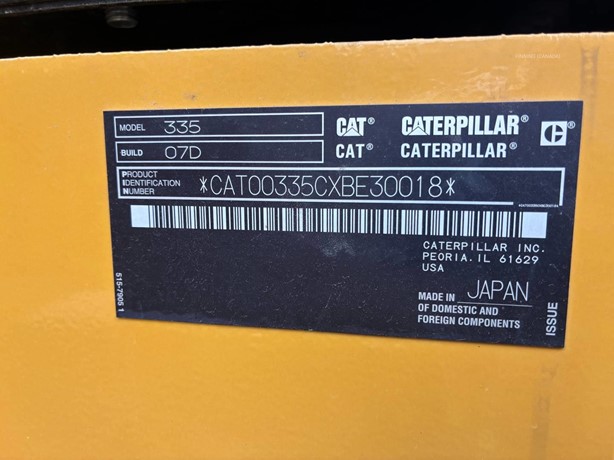 MODEL 335 CAT® CATERPILLAR® C
BUILD 07D CAT® CATERPILLAR®
PRODUCT IDENTIFICATION NUMBER *CAT00335CXBE30018*
CATERPILLAR INC.
PEORIA, IL 61629
USA
MADE IN JAPAN
OF DOMESTIC AND
FOREIGN COMPONENTS
515-7905 1
ISSUE